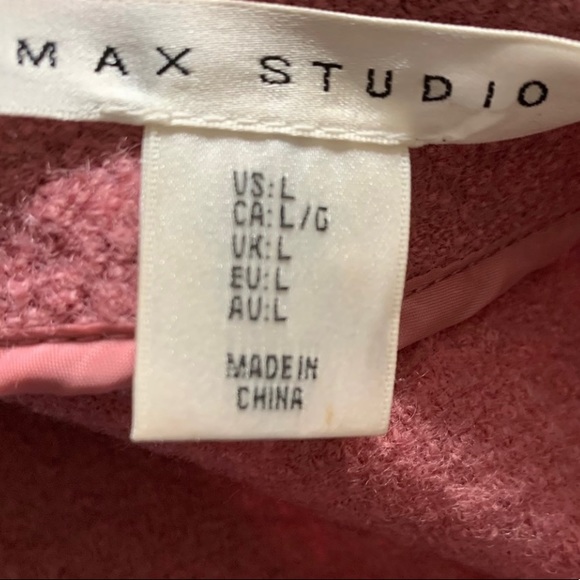 MAX STUDIO
US:L
CA:L/G
UK:L
EU:L
AU:L
MADE IN
CHINA